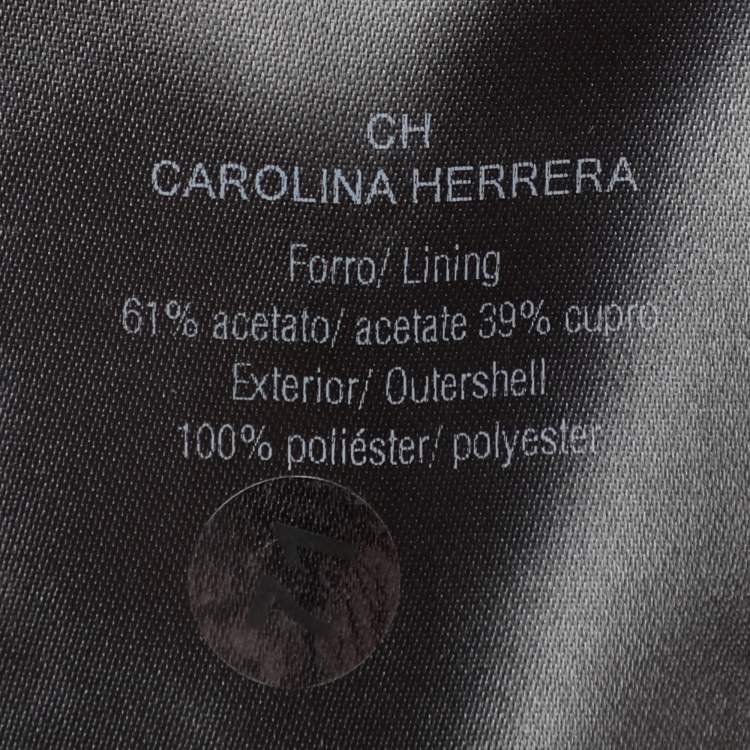 CH
CAROLINA HERRERA
Forro/ Lining
61% acetato/ acetate 39% cupro
Exterior/ Outershell
100% poliéster/ polyester